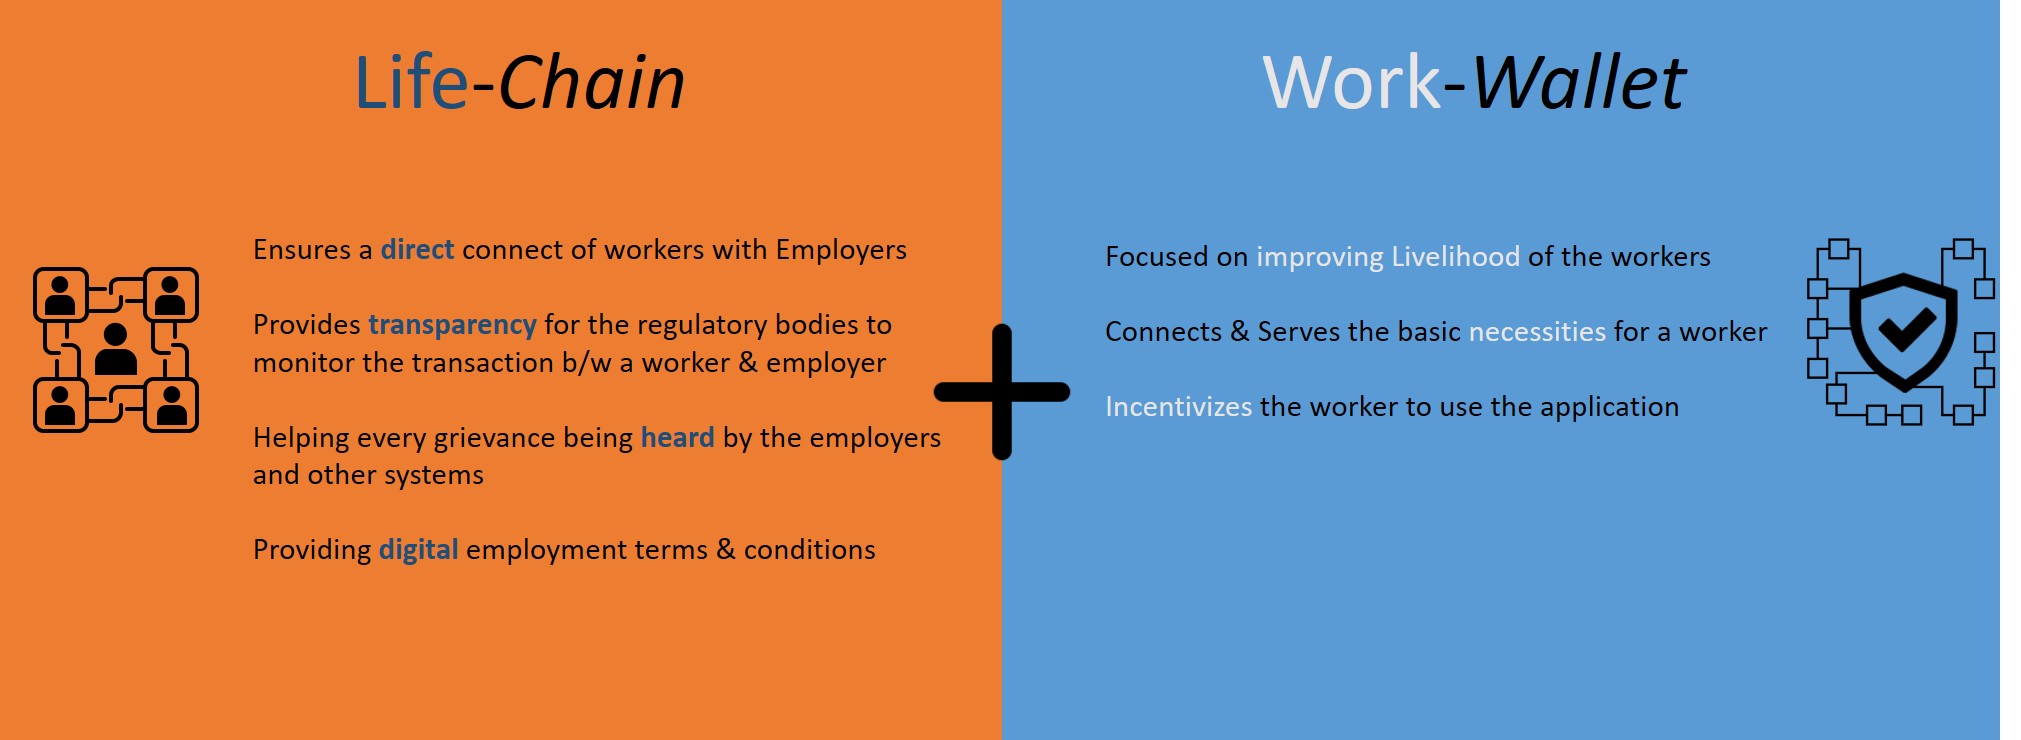 Life-Chain
Ensures a direct connect of workers with Employers
Provides transparency for the regulatory bodies to
monitor the transaction b/w a worker & employer
Helping every grievance being heard by the employers
and other systems
Providing digital employment terms & conditions
Work-Wallet
Focused on improving Livelihood of the workers
Connects & Serves the basic necessities for a worker
Incentivizes the worker to use the application